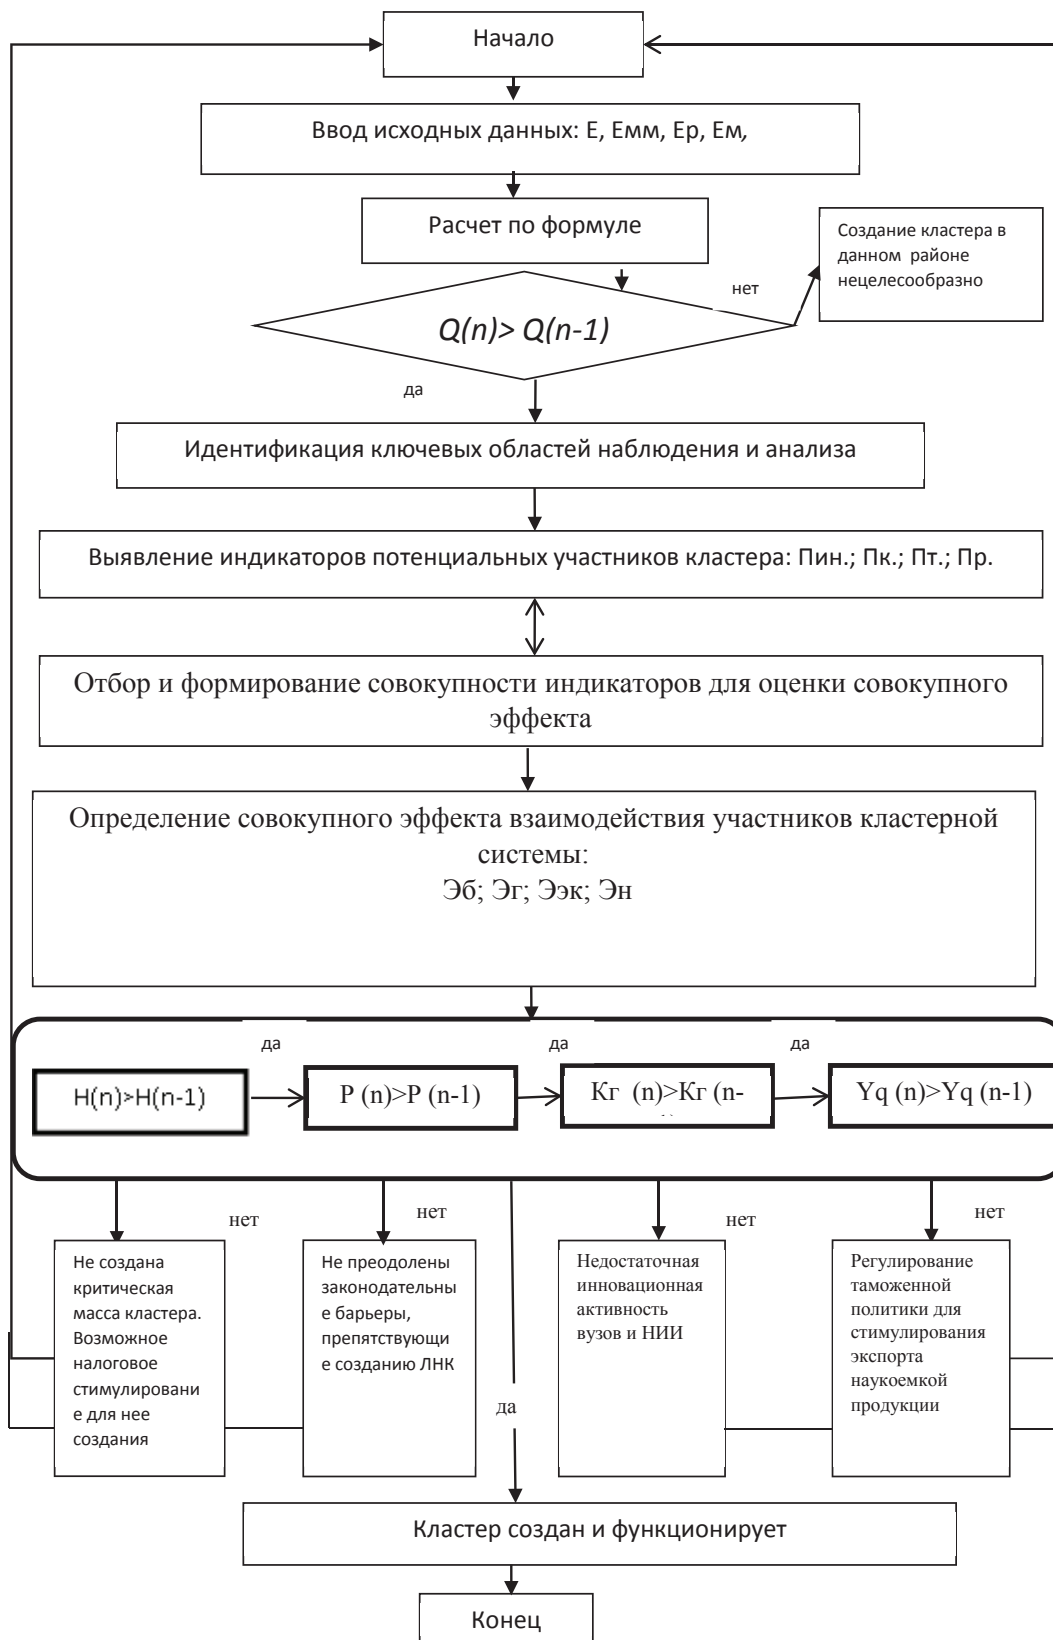 Начало
Ввод исходных данных: Е, Емм, Ер, Ем,
Расчет по формуле
Создание кластера в
данном районе
нецелесообразно
нет
Q(n)> Q(n-1)
да
Идентификация ключевых областей наблюдения и анализа
Выявление индикаторов потенциальных участников кластера: Пин.; Пк.; Пт.; Пр.
Отбор и формирование совокупности индикаторов для оценки совокупного
эффекта
Определение совокупного эффекта взаимодействия участников кластерной
системы:
Эб; Эг; Ээк; Эн
да
да
да
H(n)>H(n-1)
P (n)>P (n-1)
Кг (n)>Кг (n-
Yq (n)>Yq (n-1)
нет
нет
нет
нет
Не создана
критическая
масса кластера.
Возможное
налоговое
стимулировани
е для нее
создания
Не преодолены
законодательны
е барьеры,
препятствующи
е созданию ЛНК
Недостаточная
инновационная
активность
вузов и НИИ
Регулирование
таможенной
политики для
стимулирования
экспорта
наукоемкой
продукции
да
Кластер создан и функционирует
Конец